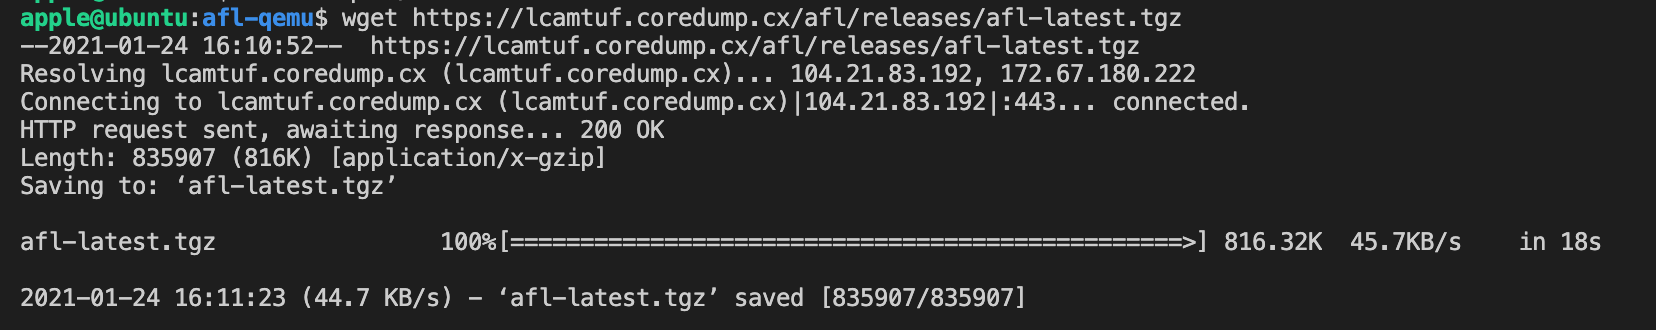 apple@ubuntu:afl-qemu$ wget https://lcamtuf.coredump.cx/afl/releases/afl-latest.tgz
--2021-01-24 16:10:52--  https://lcamtuf.coredump.cx/afl/releases/afl-latest.tgz
Resolving lcamtuf.coredump.cx (lcamtuf.coredump.cx)... 104.21.83.192, 172.67.180.222
Connecting to lcamtuf.coredump.cx (lcamtuf.coredump.cx)|104.21.83.192|:443... connected.
HTTP request sent, awaiting response... 200 OK
Length: 835907 (816K) [application/x-gzip]
Saving to: ‘afl-latest.tgz’
afl-latest.tgz                100%[================================================>] 816.32K  45.7KB/s    in 18s
2021-01-24 16:11:23 (44.7 KB/s) - ‘afl-latest.tgz’ saved [835907/835907]